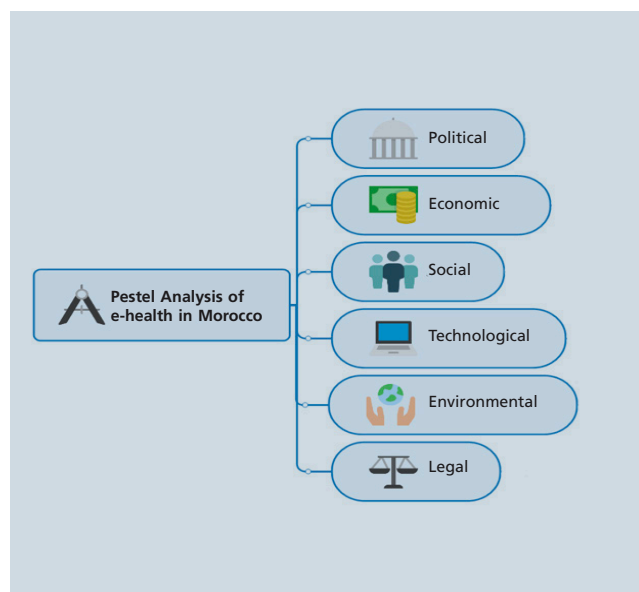 Political
Economic
Social
Pestel Analysis of
e-health in Morocco
Technological
Environmental
Legal